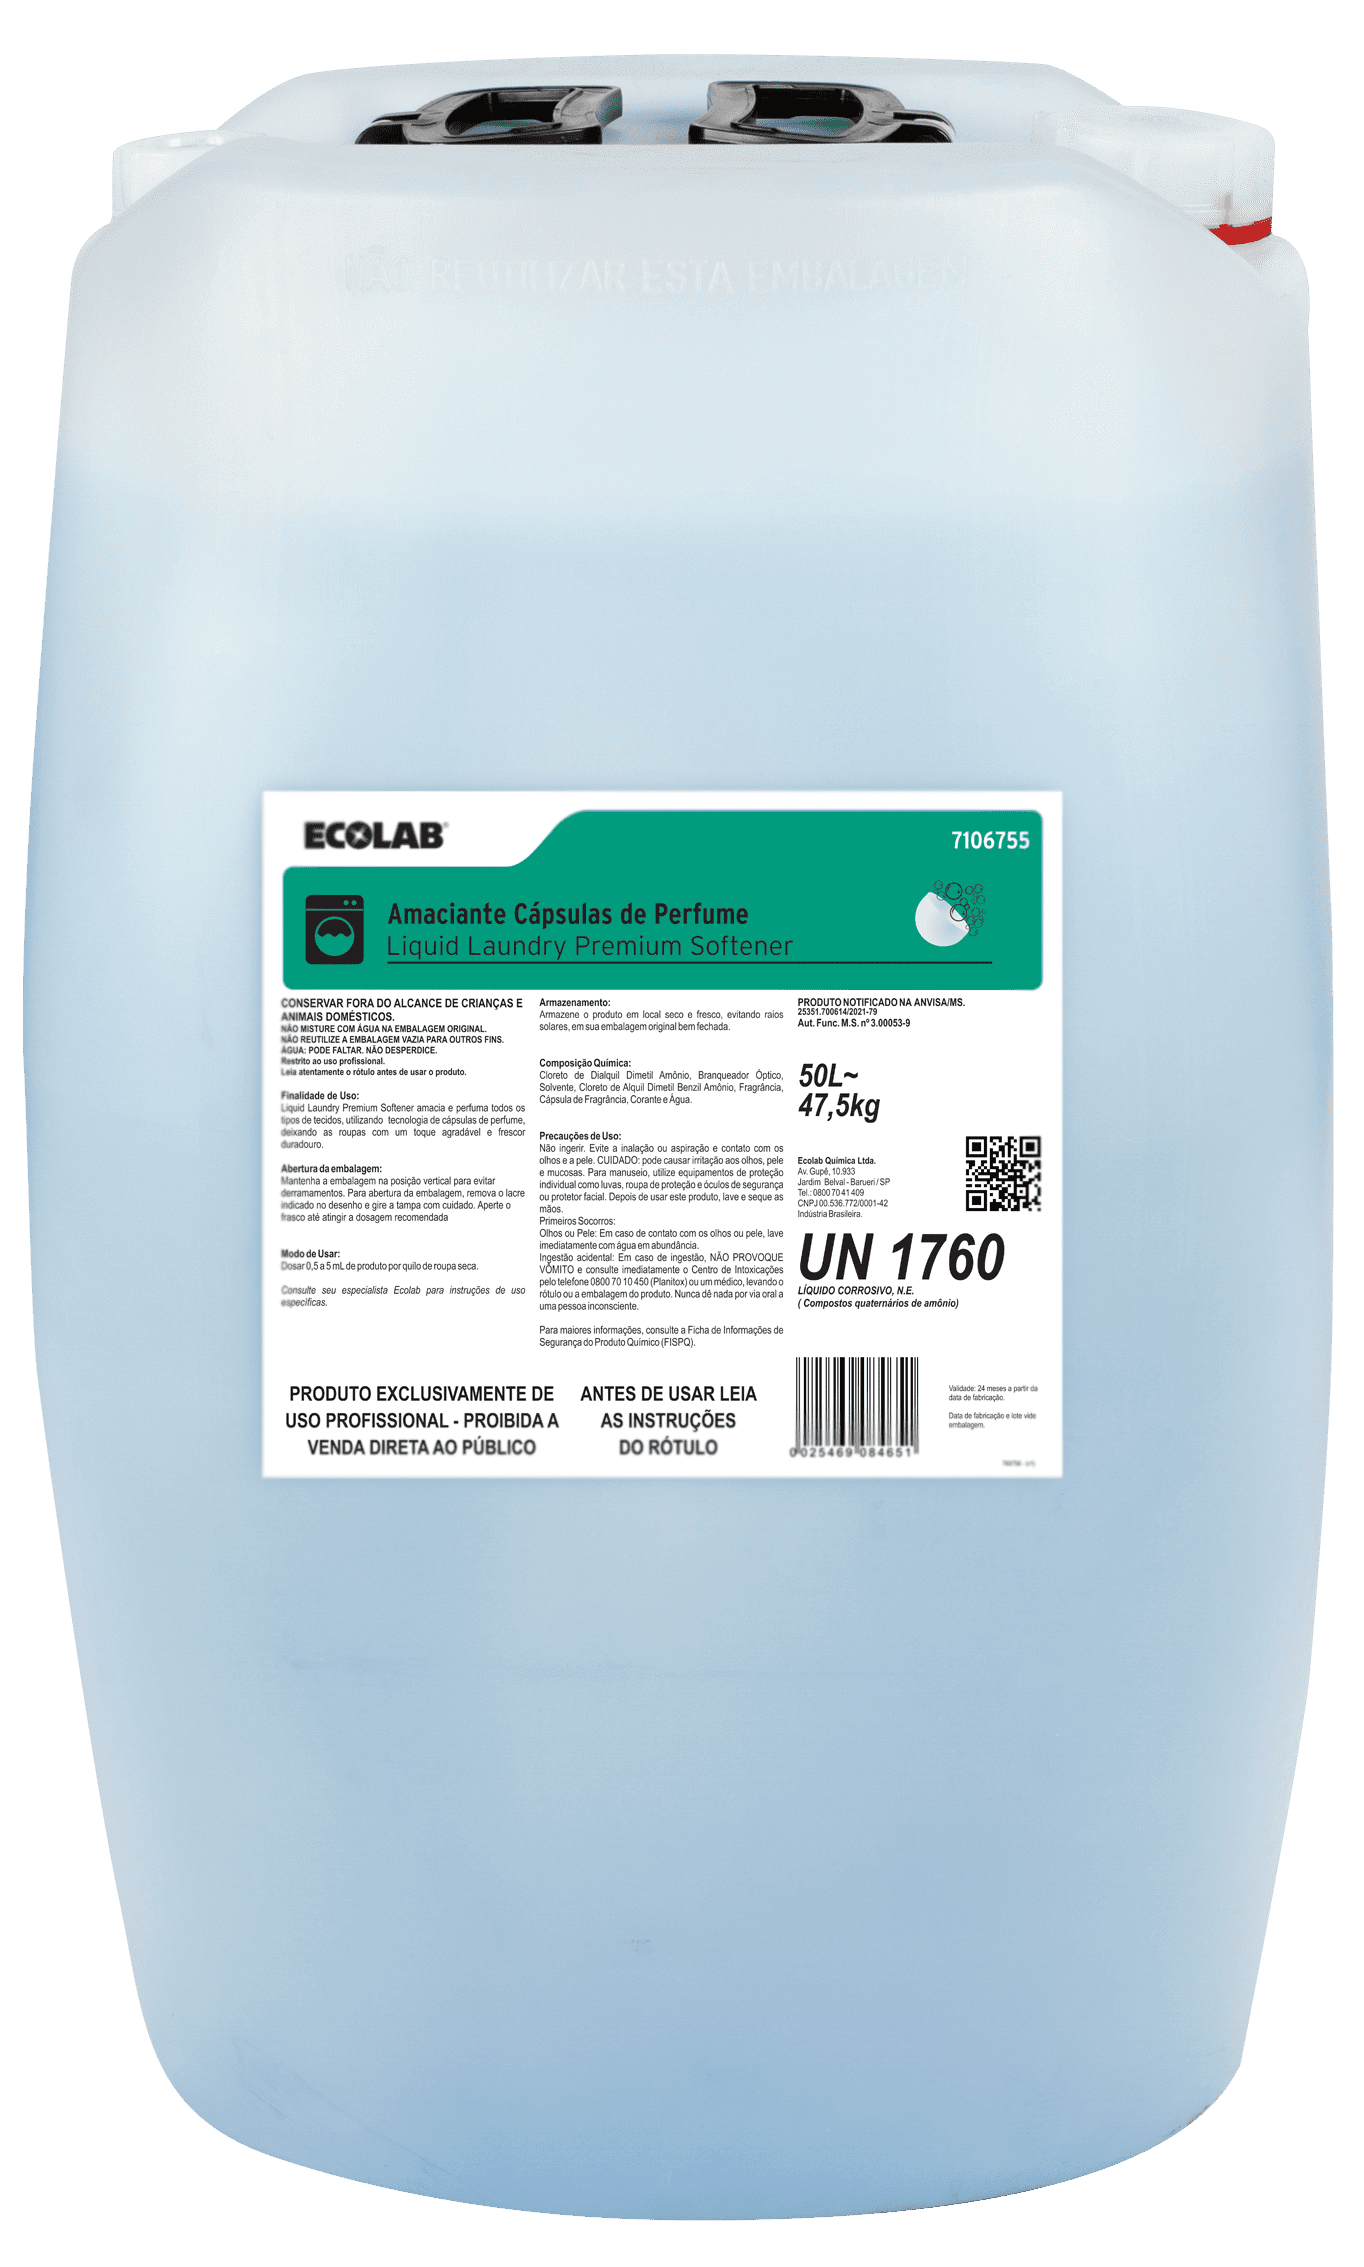 NÃO REUTILIZAR ESTA EMBALAGEM
ECOLAB®
7106755
Amaciante Cápsulas de Perfume
Liquid Laundry Premium Softener
CONSERVAR FORA DO ALCANCE DE CRIANÇAS E
ANIMAIS DOMÉSTICOS.
NÃO MISTURE COM ÁGUA NA EMBALAGEM ORIGINAL.
NÃO REUTILIZE A EMBALAGEM VAZIA PARA OUTROS FINS.
ÁGUA: PODE FALTAR. NÃO DESPERDICE.
Restrito ao uso profissional.
Leia atentamente o rótulo antes de usar o produto.
Finalidade de Uso:
Liquid Laundry Premium Softener amacia e perfuma todos os
tipos de tecidos, utilizando tecnologia de cápsulas de perfume,
deixando as roupas com um toque agradável e frescor
duradouro.
Abertura da embalagem:
Mantenha a embalagem na posição vertical para evitar
derramamentos. Para abertura da embalagem, remova o lacre
indicado no desenho e gire a tampa com cuidado. Aperte o
frasco até atingir a dosagem recomendada
Modo de Usar:
Dosar 0,5 a 5 mL de produto por quilo de roupa seca.
Consulte seu especialista Ecolab para instruções de uso
específicas.
Armazenamento:
Armazene o produto em local seco e fresco, evitando raios
solares, em sua embalagem original bem fechada.
Composição Química:
Cloreto de Dialquil Dimetil Amônio, Branqueador Óptico,
Solvente, Cloreto de Alquil Dimetil Benzil Amônio, Fragrância,
Cápsula de Fragrância, Corante e Água.
Precauções de Uso:
Não ingerir. Evite a inalação ou aspiração e contato com os
olhos e a pele. CUIDADO: pode causar irritação aos olhos, pele
e mucosas. Para manuseio, utilize equipamentos de proteção
individual como luvas, roupa de proteção e óculos de segurança
ou protetor facial. Depois de usar este produto, lave e seque as
mãos.
Primeiros Socorros:
Olhos ou Pele: Em caso de contato com os olhos ou pele, lave
imediatamente com água em abundância.
Ingestão acidental: Em caso de ingestão, NÃO PROVOQUE
VÔMITO e consulte imediatamente o Centro de Intoxicações
pelo telefone 0800 70 10 450 (Planitox) ou um médico, levando o
rótulo ou a embalagem do produto. Nunca dê nada por via oral a
uma pessoa inconsciente.
Para maiores informações, consulte a Ficha de Informações de
Segurança do Produto Químico (FISPQ).
PRODUTO NOTIFICADO NA ANVISA/MS.
25351.700614/2021-79
Aut. Func. M.S. nº 3.00053-9
50L~
47,5kg
Ecolab Química Ltda.
Av. Gupê, 10.933
Jardim Belval - Barueri / SP
Tel.: 0800 70 41 409
CNPJ 00.536.772/0001-42
Indústria Brasileira.
UN 1760
LÍQUIDO CORROSIVO, N.E.
( Compostos quaternários de amônio)
PRODUTO EXCLUSIVAMENTE DE
USO PROFISSIONAL - PROIBIDA A
VENDA DIRETA AO PÚBLICO
ANTES DE USAR LEIA
AS INSTRUÇÕES
DO RÓTULO
0 025469 084651
Validade: 24 meses a partir da
data de fabricação.
Data de fabricação e lote vide
embalagem.